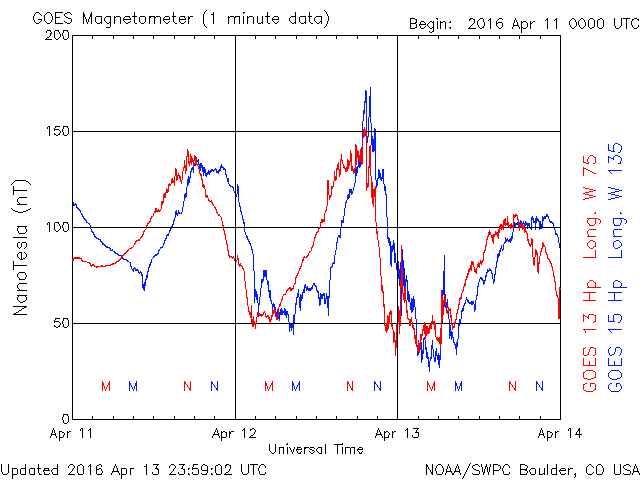 GOES Magnetometer (1 minute data)
Begin: 2016 Apr 11 0000 UTC
200
150
100
50
0
NanoTesla (nT)
M M N N M M N N M M N N
Apr 11 Apr 12 Apr 13 Apr 14
Universal Time
GOES 13 Hp Long. W 75
GOES 15 Hp Long. W 135
Updated 2016 Apr 13 23:59:02 UTC
NOAA/SWPC Boulder, CO USA